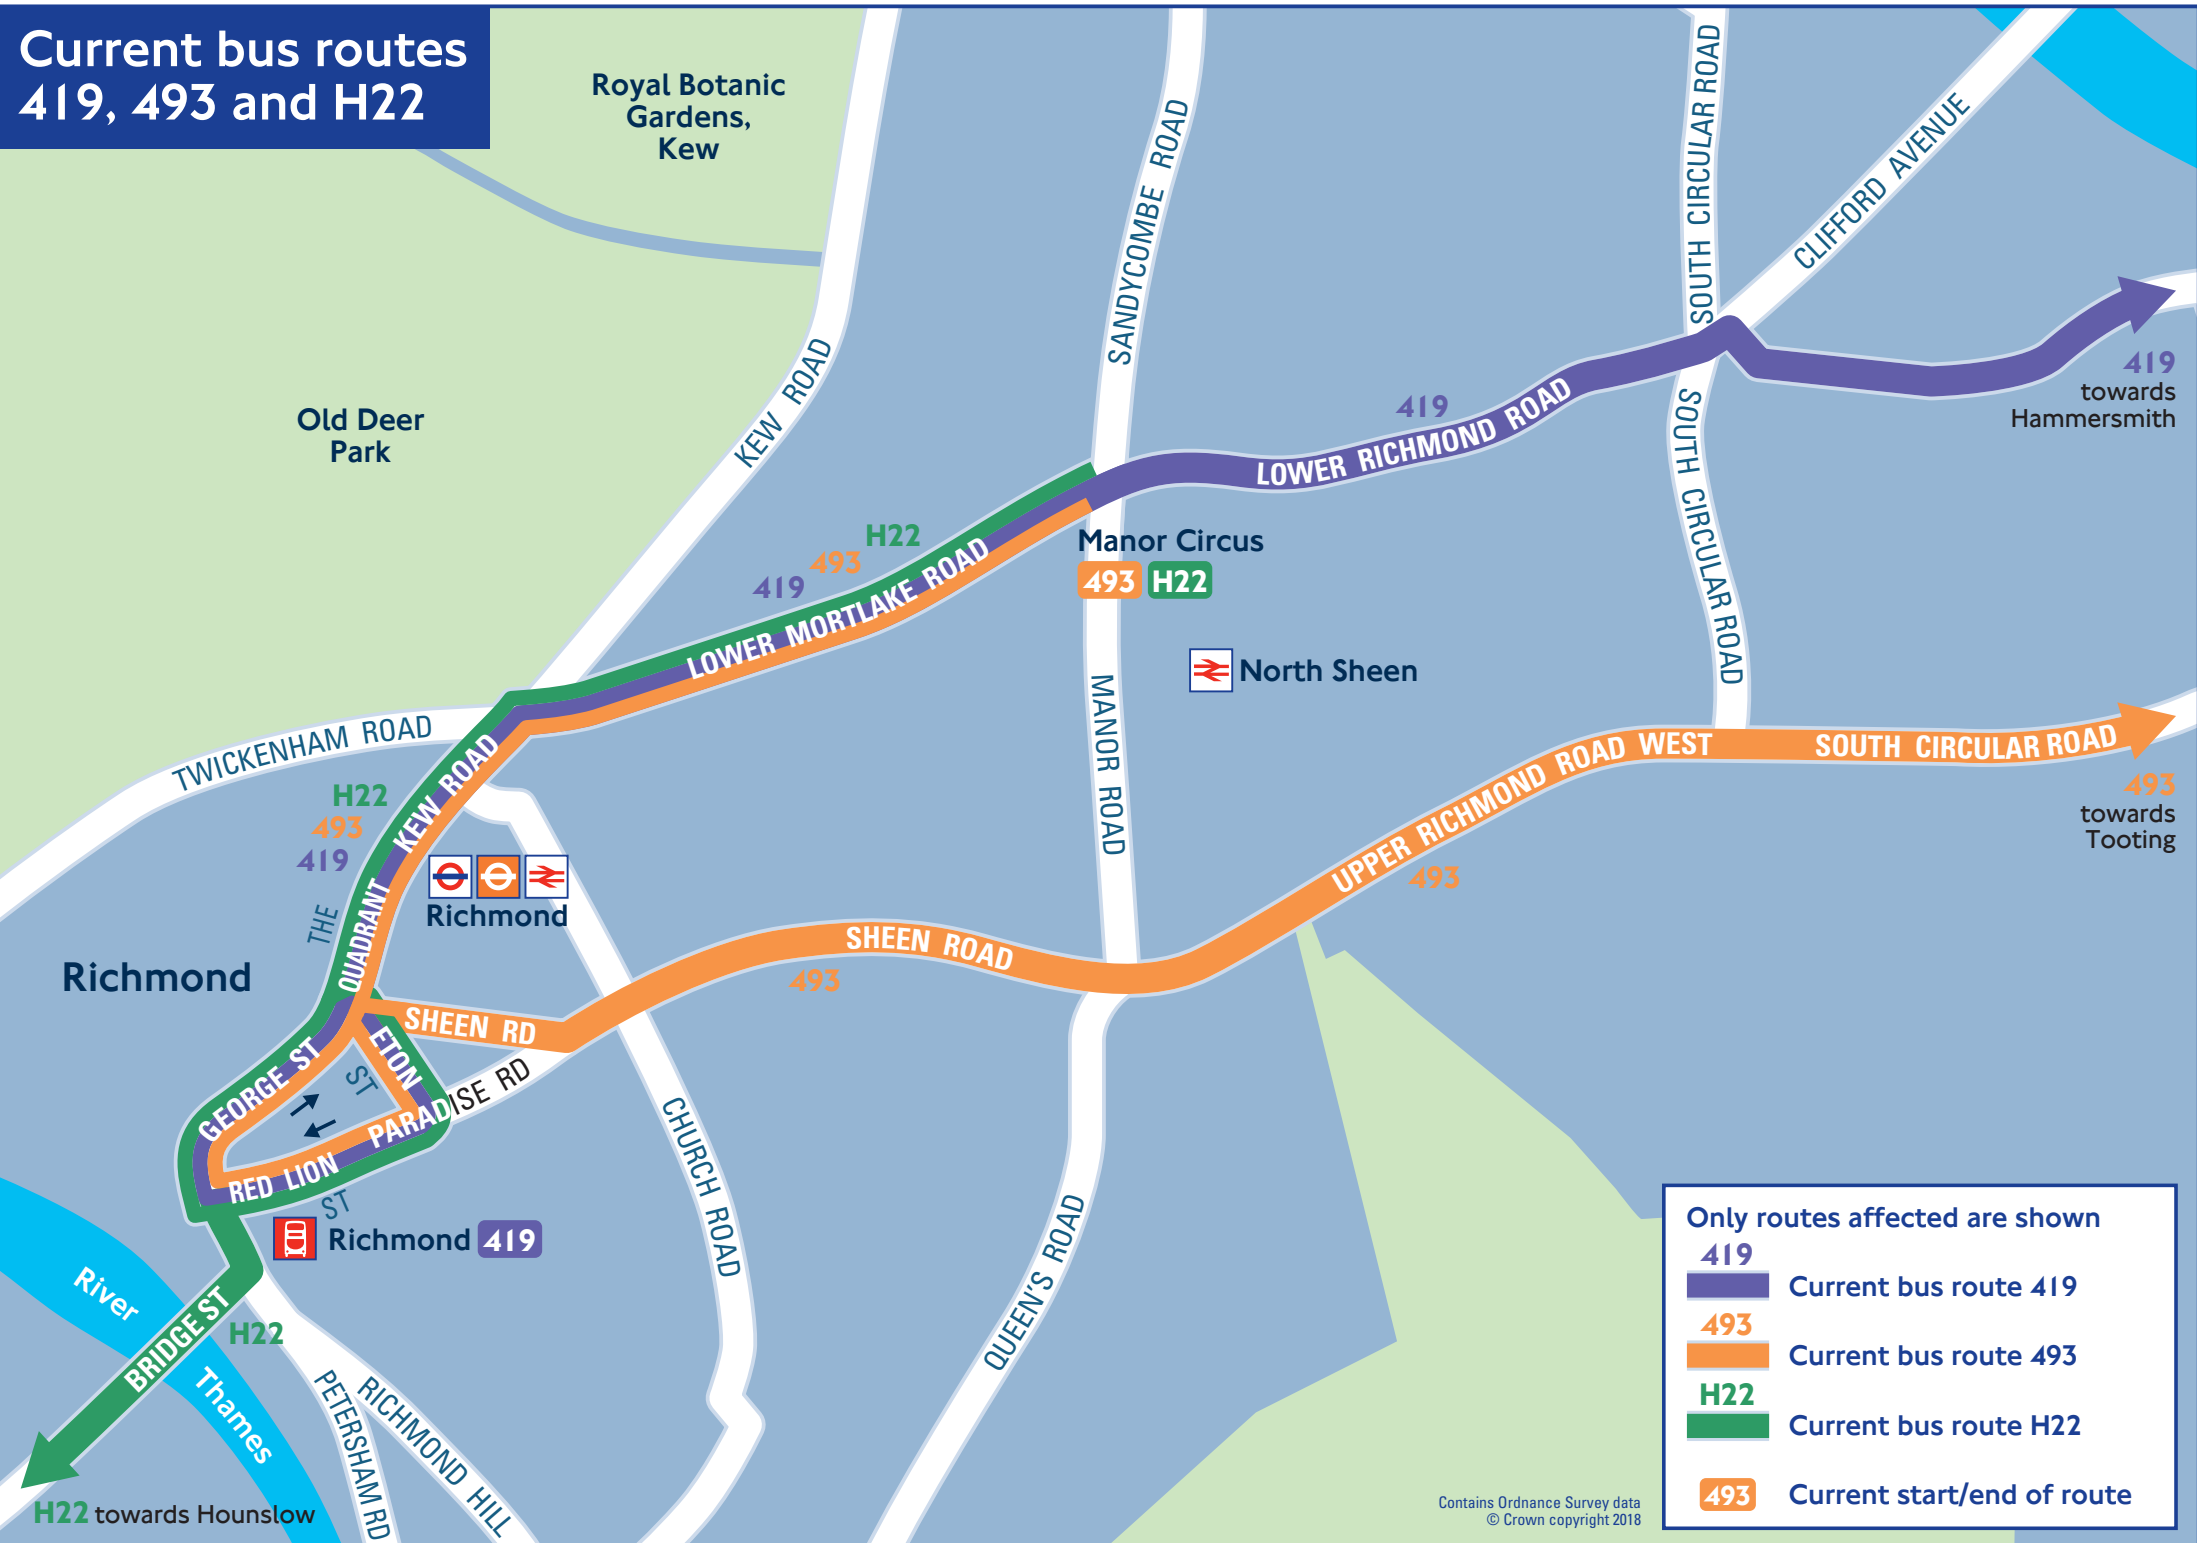 Current bus routes
419, 493 and H22
Royal Botanic
Gardens,
Kew
Old Deer
Park
KEW ROAD
SANDYCOMBE ROAD
SOUTH CIRCULAR ROAD
CLIFFORD AVENUE
419
towards
Hammersmith
419
LOWER RICHMOND ROAD
SOUTH CIRCULAR ROAD
H22
493
419
LOWER MORTLAKE ROAD
Manor Circus
493 H22
North Sheen
MANOR ROAD
TWICKENHAM ROAD
KEW ROAD
H22
493
419
THE
QUADRANT
Richmond
Richmond
UPPER RICHMOND ROAD WEST
SOUTH CIRCULAR ROAD
493
towards
Tooting
493
SHEEN ROAD
493
SHEEN RD
ETON
ST
GEORGE ST
PARADISE RD
RED LION
ST
Richmond 419
CHURCH ROAD
QUEEN'S ROAD
River
Thames
BRIDGE ST
H22
PETERSHAM RD
RICHMOND HILL
H22 towards Hounslow
Contains Ordnance Survey data
© Crown copyright 2018
Only routes affected are shown
419
Current bus route 419
493
Current bus route 493
H22
Current bus route H22
493 Current start/end of route